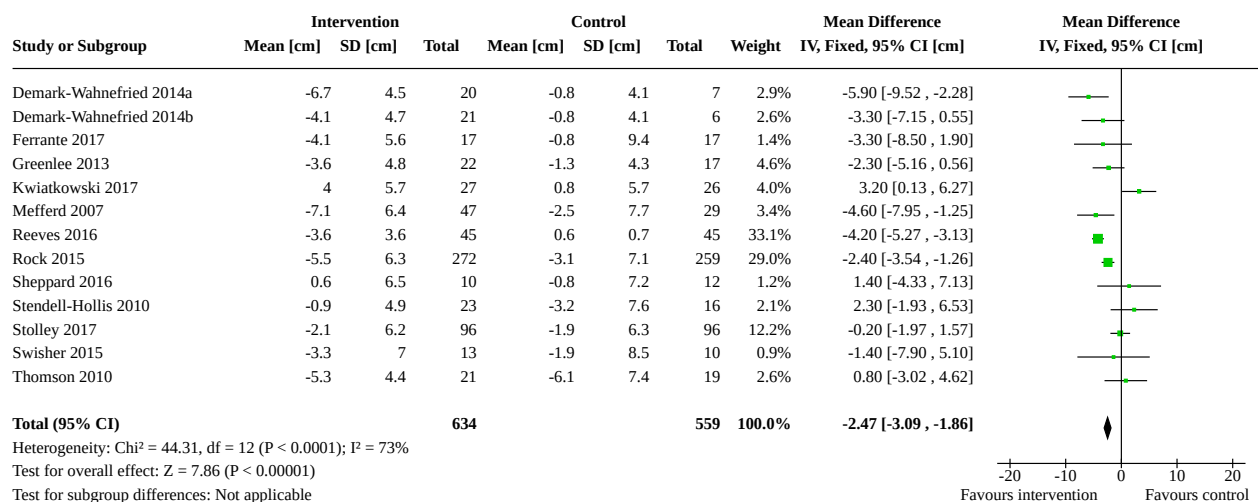 Intervention Control Mean Difference Mean Difference
Study or Subgroup Mean [cm] SD [cm] Total Mean [cm] SD [cm] Total Weight IV, Fixed, 95% CI [cm] IV, Fixed, 95% CI [cm]
Demark-Wahnefried 2014a -6.7 4.5 20 -0.8 4.1 7 2.9% -5.90 [-9.52 , -2.28]
Demark-Wahnefried 2014b -4.1 4.7 21 -0.8 4.1 6 2.6% -3.30 [-7.15 , 0.55]
Ferrante 2017 -4.1 5.6 17 -0.8 9.4 17 1.4% -3.30 [-8.50 , 1.90]
Greenlee 2013 -3.6 4.8 22 -1.3 4.3 17 4.6% -2.30 [-5.16 , 0.56]
Kwiatkowski 2017 4 5.7 27 0.8 5.7 26 4.0% 3.20 [0.13 , 6.27]
Mefferd 2007 -7.1 6.4 47 -2.5 7.7 29 3.4% -4.60 [-7.95 , -1.25]
Reeves 2016 -3.6 3.6 45 0.6 0.7 45 33.1% -4.20 [-5.27 , -3.13]
Rock 2015 -5.5 6.3 272 -3.1 7.1 259 29.0% -2.40 [-3.54 , -1.26]
Sheppard 2016 0.6 6.5 10 -0.8 7.2 12 1.2% 1.40 [-4.33 , 7.13]
Stendell-Hollis 2010 -0.9 4.9 23 -3.2 7.6 16 2.1% 2.30 [-1.93 , 6.53]
Stolley 2017 -2.1 6.2 96 -1.9 6.3 96 12.2% -0.20 [-1.97 , 1.57]
Swisher 2015 -3.3 7 13 -1.9 8.5 10 0.9% -1.40 [-7.90 , 5.10]
Thomson 2010 -5.3 4.4 21 -6.1 7.4 19 2.6% 0.80 [-3.02 , 4.62]
Total (95% CI) 634 559 100.0% -2.47 [-3.09 , -1.86]
Heterogeneity: Chi² = 44.31, df = 12 (P < 0.0001); I² = 73%
Test for overall effect: Z = 7.86 (P < 0.00001)
-20 -10 0 10 20
Test for subgroup differences: Not applicable Favours intervention Favours control